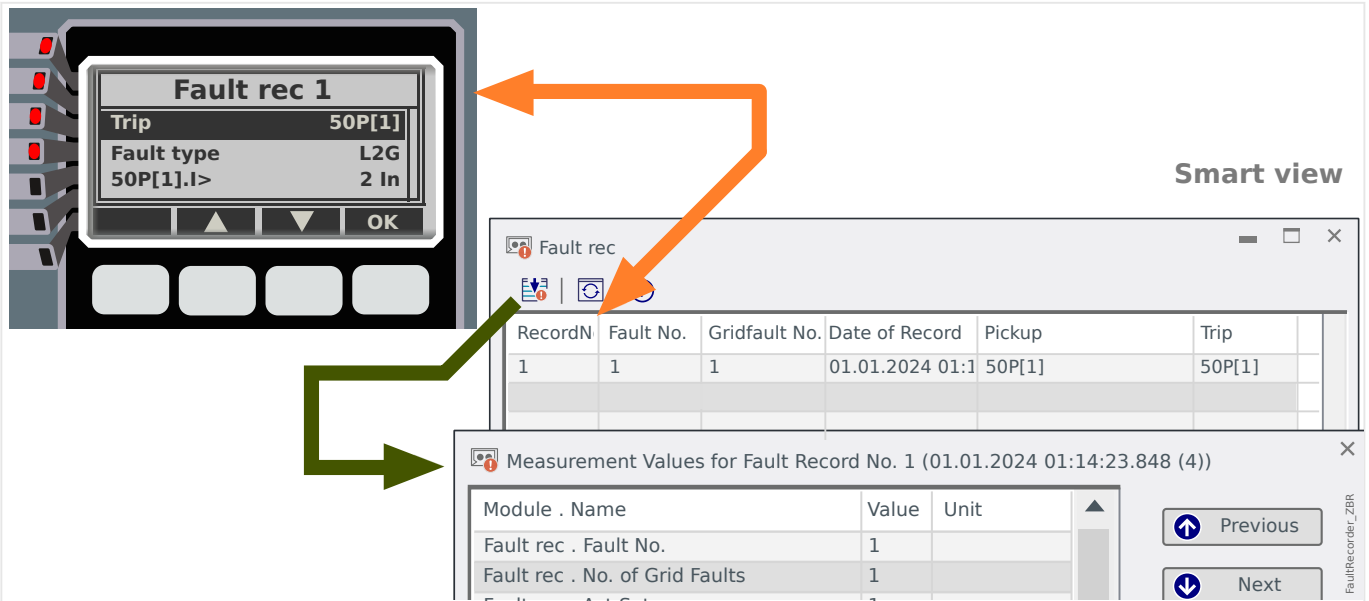 Fault rec 1
Trip 50P[1]
Fault type L2G
50P[1].I> 2 In
OK
Smart view
Fault rec
RecordN Fault No. Gridfault No. Date of Record Pickup Trip
1 1 1 01.01.2024 01:1 50P[1] 50P[1]
Measurement Values for Fault Record No. 1 (01.01.2024 01:14:23.848 (4))
Module . Name Value Unit
Fault rec . Fault No. 1
Fault rec . No. of Grid Faults 1
Previous
Next
FaultRecorder_ZBR